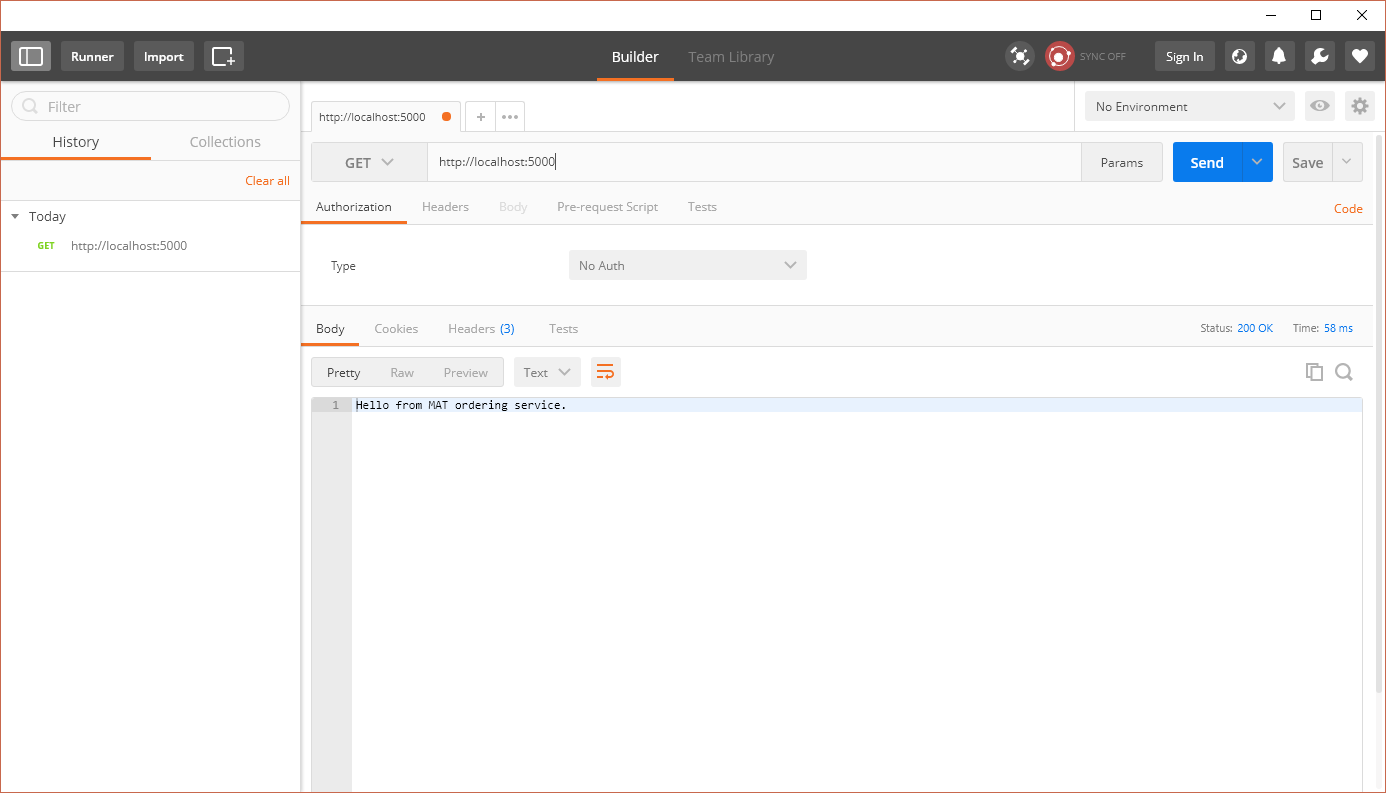 Runner Import Builder Team Library SYNC OFF Sign In
Filter
History Collections
Clear all
Today
GET http://localhost:5000
http://localhost:5000 + ••• No Environment
GET http://localhost:5000 Params Send Save
Authorization Headers Body Pre-request Script Tests Code
Type No Auth
Body Cookies Headers (3) Tests Status: 200 OK Time: 58 ms
Pretty Raw Preview Text
1 Hello from MAT ordering service.